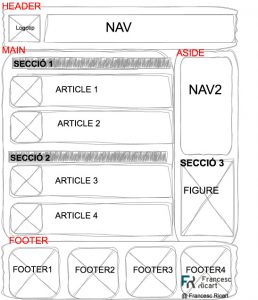 HEADER
Logotip
NAV
MAIN
ASIDE
SECCIÓ 1
ARTICLE 1
NAV2
ARTICLE 2
SECCIÓ 2
SECCIÓ 3
ARTICLE 3
FIGURE
ARTICLE 4
FOOTER
FOOTER1
FOOTER2
FOOTER3
FOOTER4
FR Francesc
Ricart
Francesc Ricart